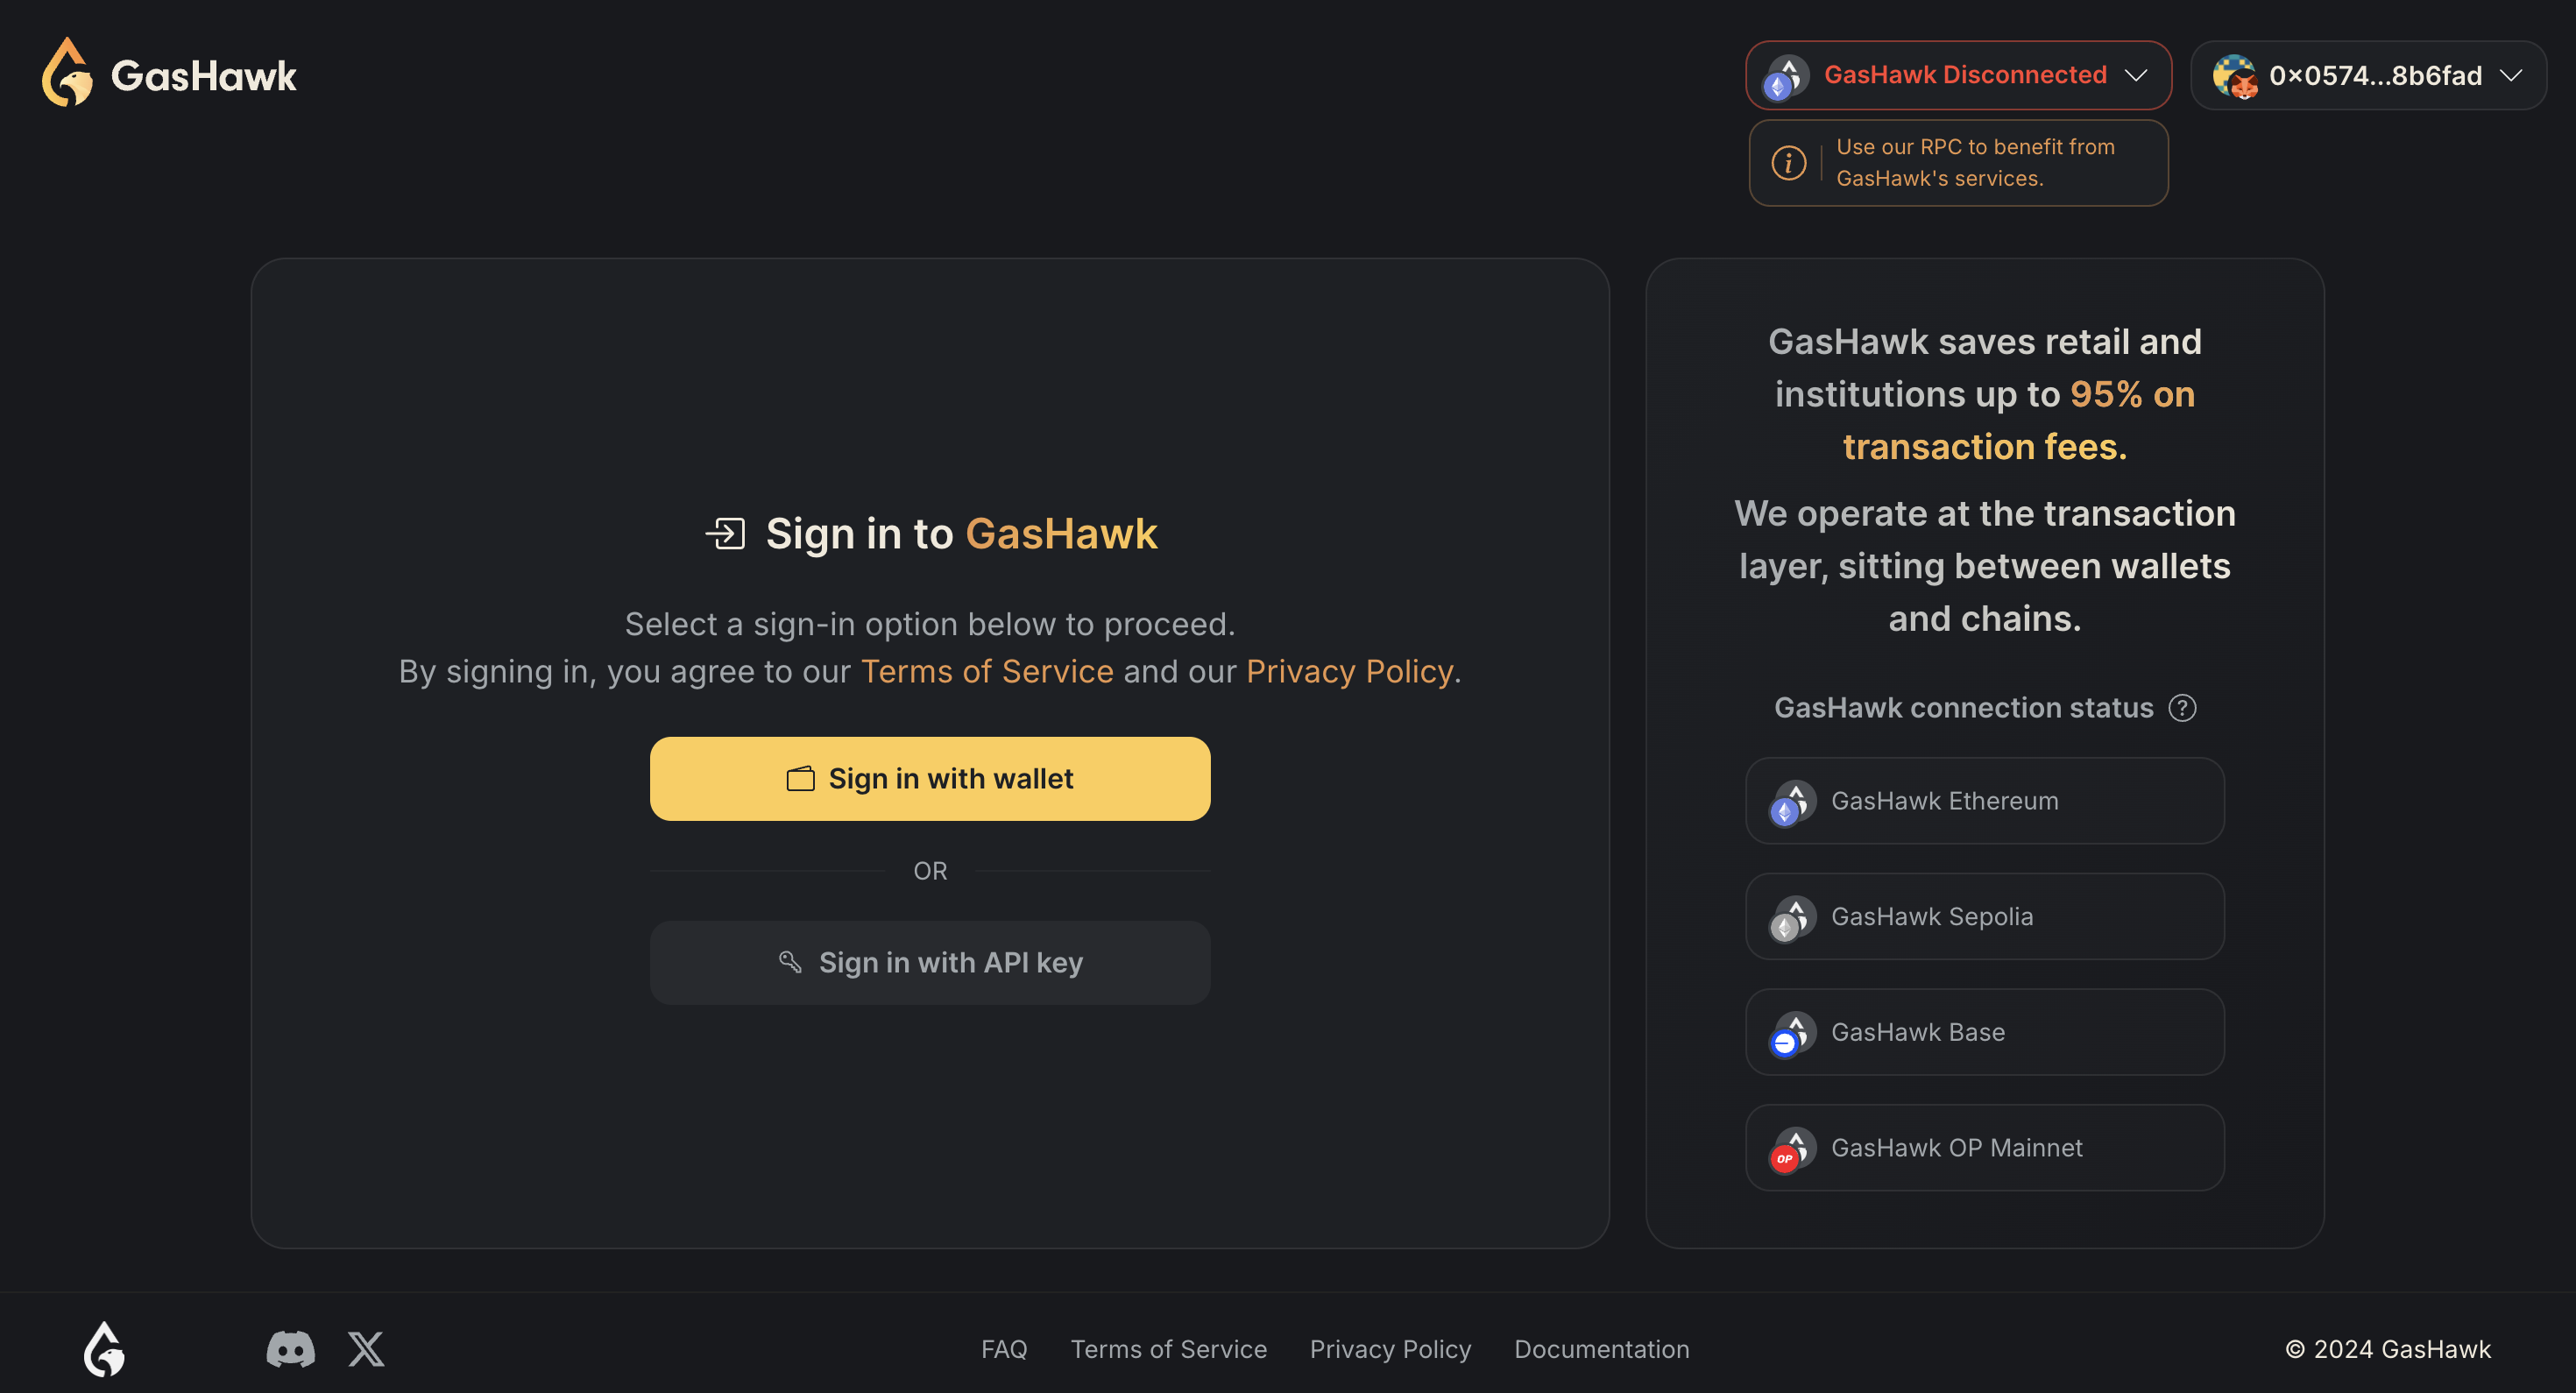 GasHawk
GasHawk Disconnected
0×0574...8b6fad
Use our RPC to benefit from
GasHawk's services.
Sign in to GasHawk
Select a sign-in option below to proceed.
By signing in, you agree to our Terms of Service and our Privacy Policy.
Sign in with wallet
OR
Sign in with API key
GasHawk saves retail and
institutions up to 95% on
transaction fees.
We operate at the transaction
layer, sitting between wallets
and chains.
GasHawk connection status
GasHawk Ethereum
GasHawk Sepolia
GasHawk Base
OP GasHawk OP Mainnet
FAQ Terms of Service Privacy Policy Documentation
© 2024 GasHawk